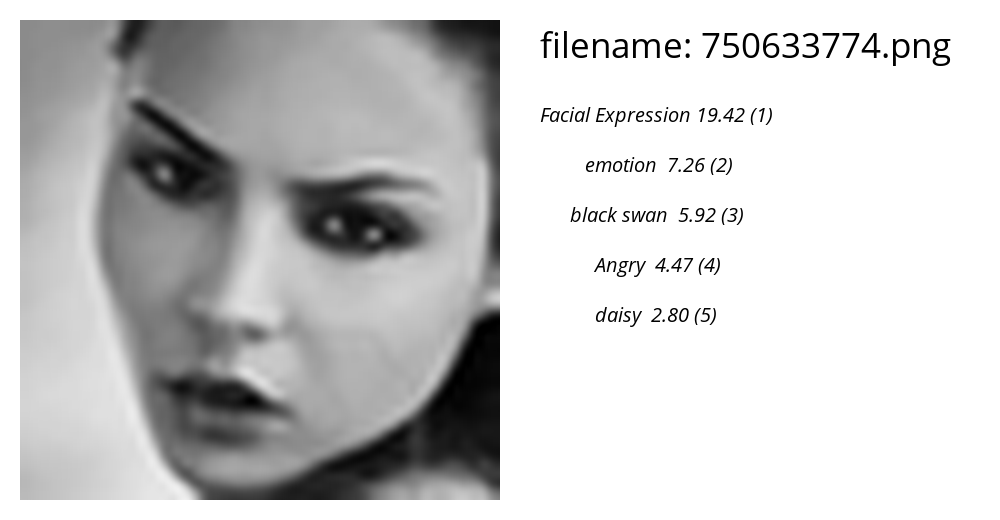 filename: 750633774.png
Facial Expression 19.42 (1)
emotion 7.26 (2)
black swan 5.92 (3)
Angry 4.47 (4)
daisy 2.80 (5)